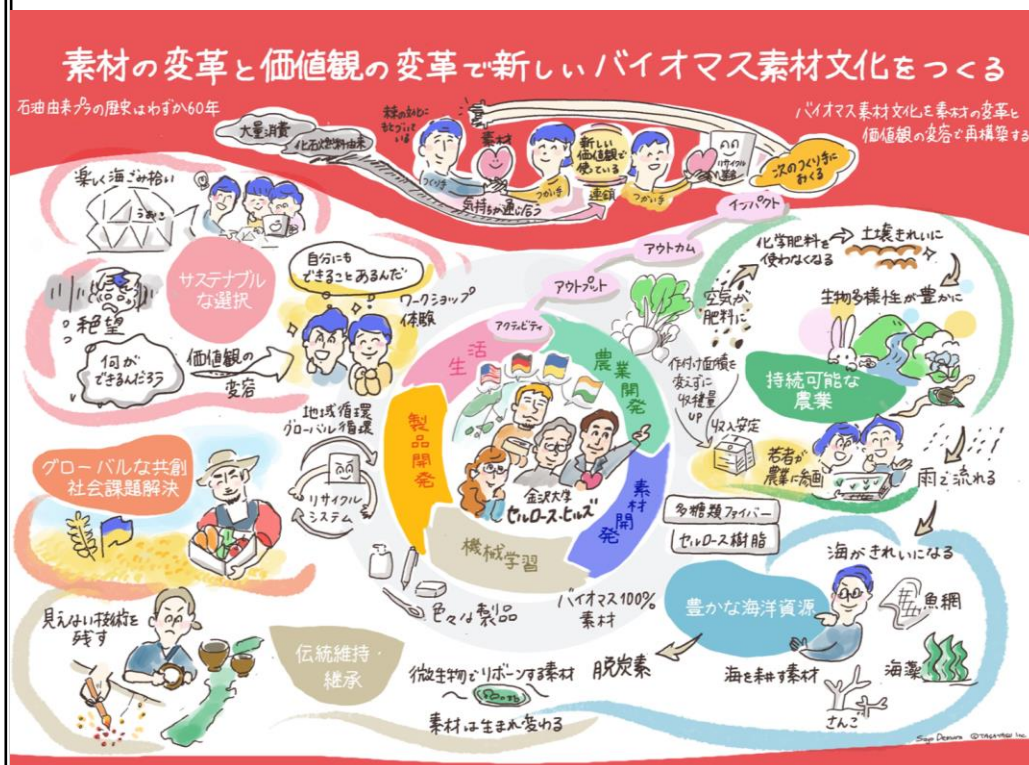 素材の変革と価値観の変革で新しいバイオマス素材文化をつくる
石油由来プラの歴史はわずか60年
バイオマス素材文化を素材の変革と
価値観の変容で再構築する
大量消費
化石燃料由来
もとづいて
いる
素材
つくり手
つかい手
気持ちが通じ合う
新しい
価値観で
使っている
連鎖
つかい手
リサイクル
次のつくり手に
おくる
インパクト
アウトカム
アウトプット
アクティビティ
楽しく海ごみ拾い
サステナブル
な選択
絶望
何が
できるんだろう
価値観の
変容
自分にも
できることあるんだ
ワークショップ
体験
生活
農業開発
素材開発
機械学習
製品開発
金沢大学
セルロース・ヒルズ
空気が
肥料に
化学肥料を
使わなくなる
土壌きれいに
生物多様性が豊かに
持続可能な
農業
作付け面積を
変えずに
収穫量
UP
収入安定
若者が
農業に参画
雨で流れる
地域循環
グローバル循環
リサイクル
システム
グローバルな共創
社会課題解決
多糖類ファイバー
セルロース樹脂
海がきれいになる
豊かな海洋資源
魚網
海藻
さんご
海を耕す素材
色々な製品
バイオマス100%
素材
脱炭素
見えない技術を
残す
伝統維持・
継承
微生物でリボーンする素材
素材は生まれ変わる